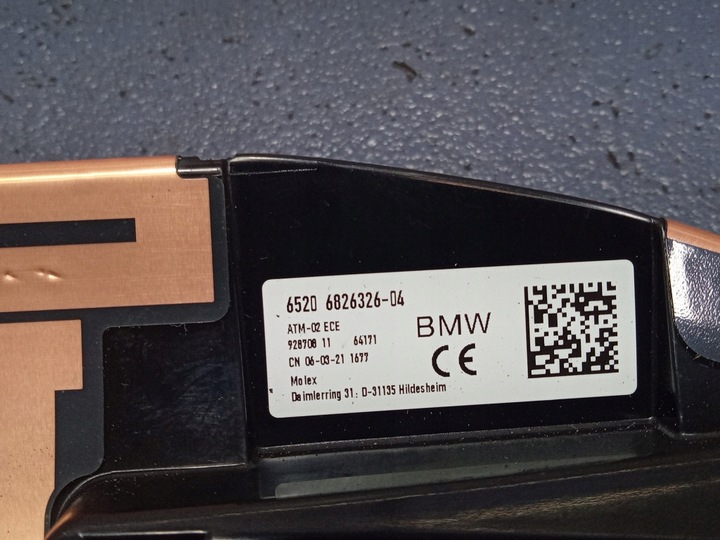 6520 6826326-04
ATM-02 ECE
928708 11 64171
CN 06-03-21 1677
BMW
CE
Molex
Daimlerring 31; D-31135 Hildesheim